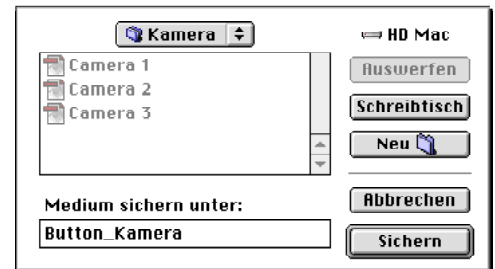 Kamera
HD Mac
Camera 1
Camera 2
Camera 3
Auswerfen
Schreibtisch
Neu
Medium sichern unter:
Button_Kamera
Abbrechen
Sichern